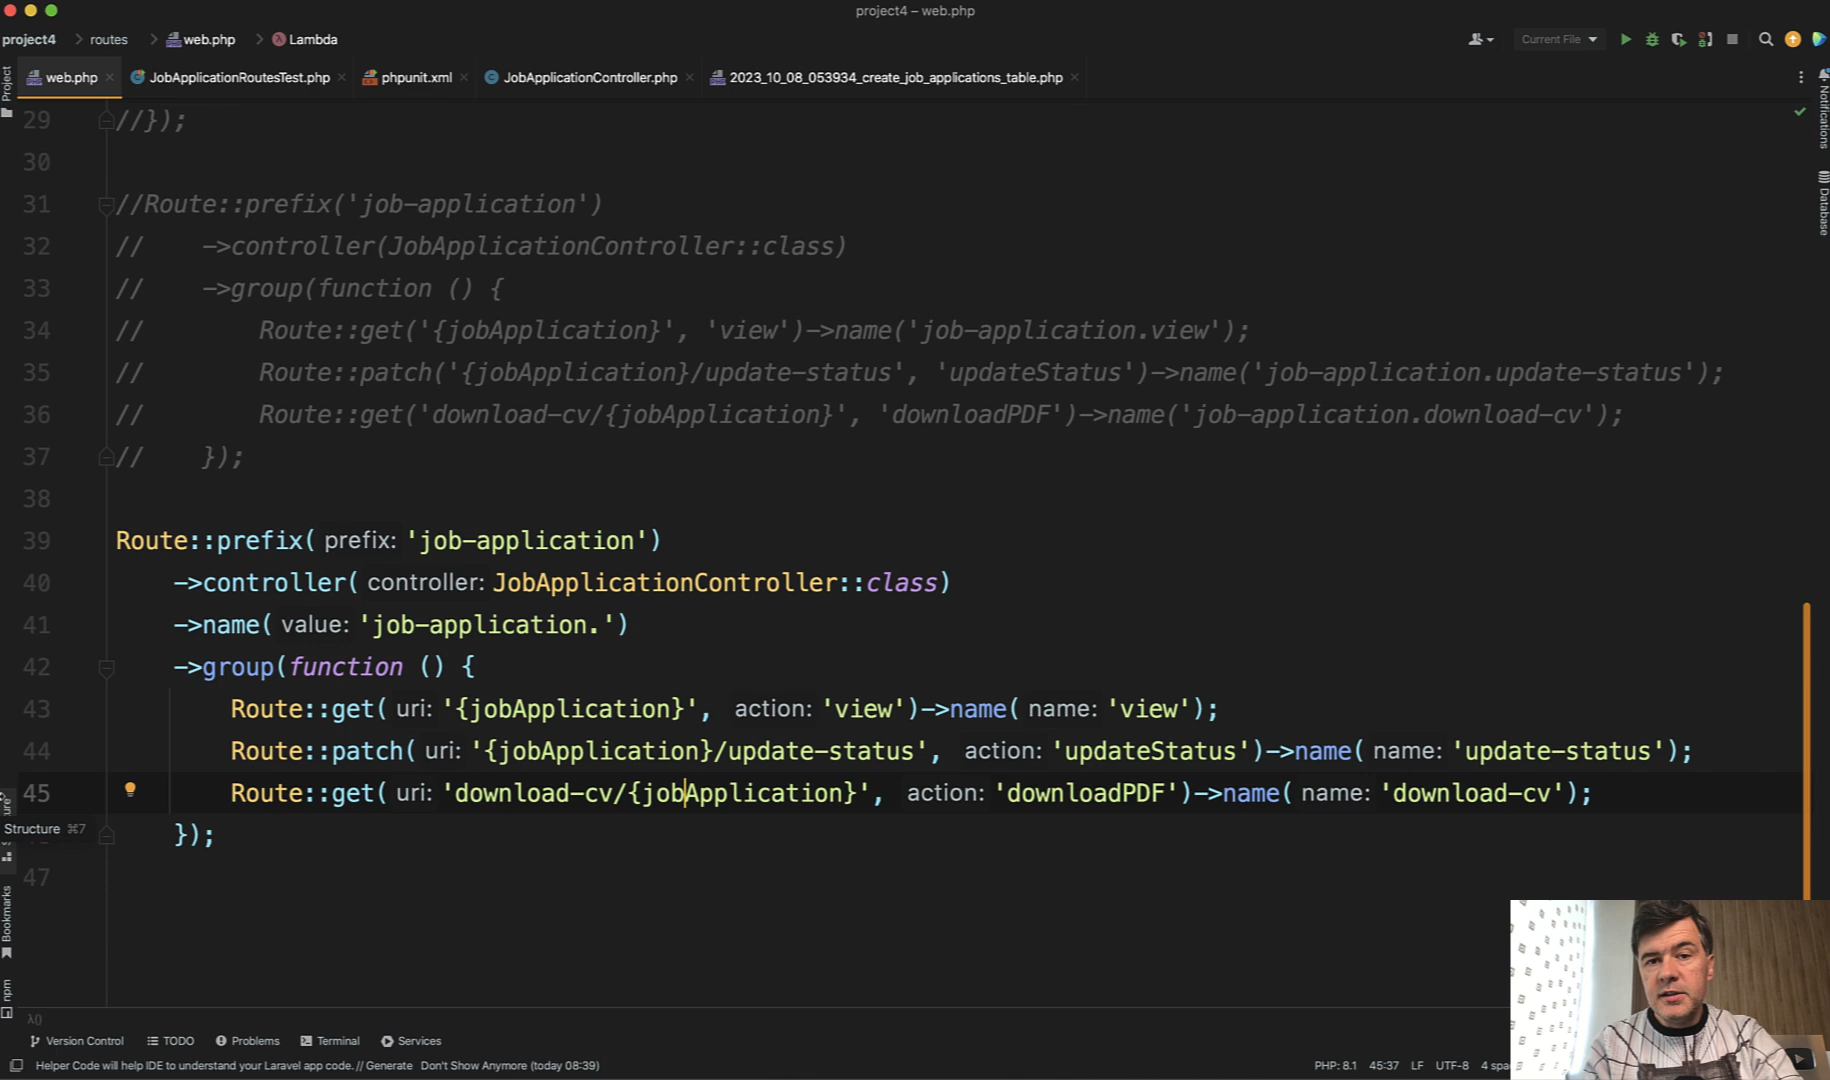 project4 – web.php
project4 > routes > web.php > Lambda
Current File
web.php JobApplicationRoutesTest.php phpunit.xml JobApplicationController.php 2023_10_08_053934_create_job_applications_table.php
Project
Notifications
Database
29 //});
30
31 //Route::prefix('job-application')
32 //    ->controller(JobApplicationController::class)
33 //    ->group(function () {
34 //        Route::get('{jobApplication}', 'view')->name('job-application.view');
35 //        Route::patch('{jobApplication}/update-status', 'updateStatus')->name('job-application.update-status');
36 //        Route::get('download-cv/{jobApplication}', 'downloadPDF')->name('job-application.download-cv');
37 //    });
38
39 Route::prefix( prefix: 'job-application')
40     ->controller( controller: JobApplicationController::class)
41     ->name( value: 'job-application.')
42     ->group(function () {
43         Route::get( uri: '{jobApplication}', action: 'view')->name( name: 'view');
44         Route::patch( uri: '{jobApplication}/update-status', action: 'updateStatus')->name( name: 'update-status');
45         Route::get( uri: 'download-cv/{jobApplication}', action: 'downloadPDF')->name( name: 'download-cv');
    });
47
Structure ⌘7
Bookmarks
npm
λ()
Version Control TODO Problems Terminal Services
Helper Code will help IDE to understand your Laravel app code. // Generate Don't Show Anymore (today 08:39)
PHP: 8.1 45:37 LF UTF-8 4